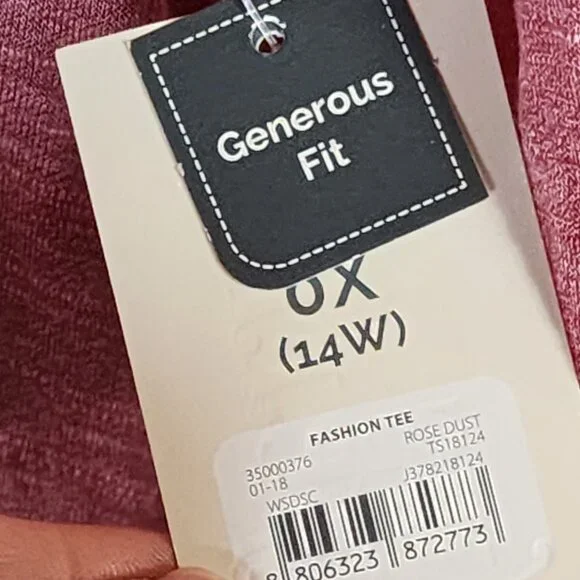 Generous
Fit
0X
(14W)
FASHION TEE
35000376 ROSE DUST
01-18 TS18124
WSDSC J378218124
8 806323 872773